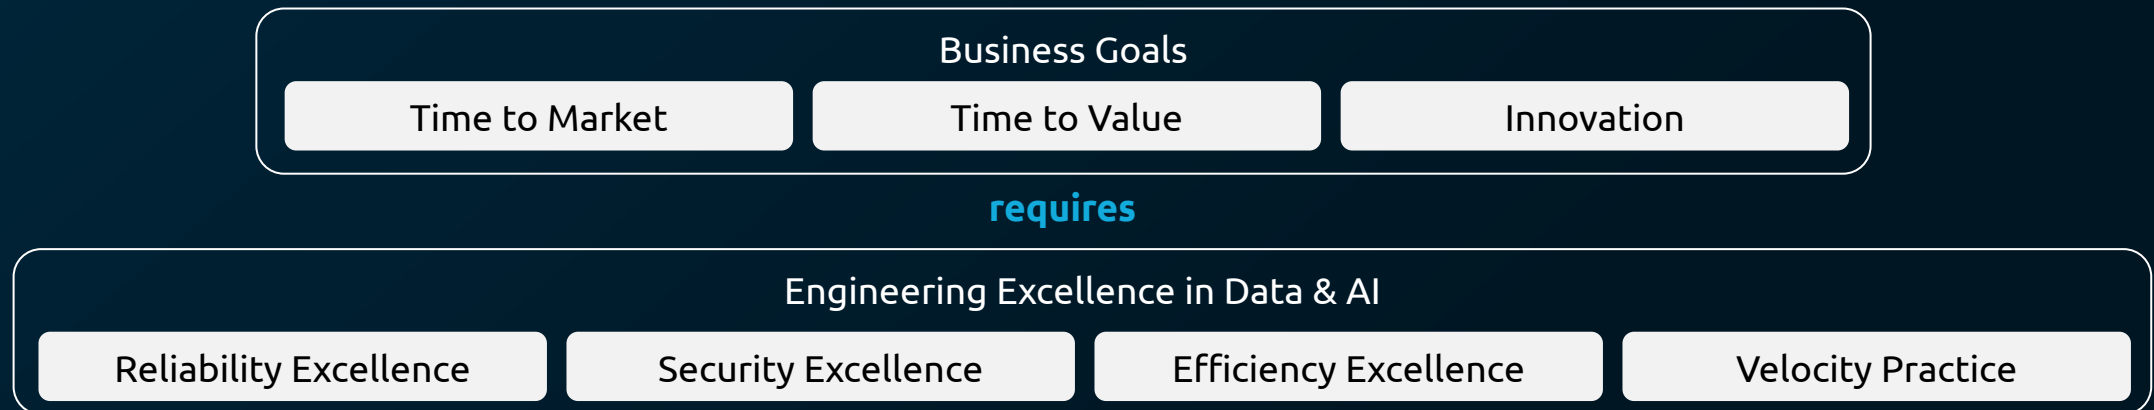 Business Goals
Time to Market
Time to Value
Innovation
requires
Engineering Excellence in Data & AI
Reliability Excellence
Security Excellence
Efficiency Excellence
Velocity Practice